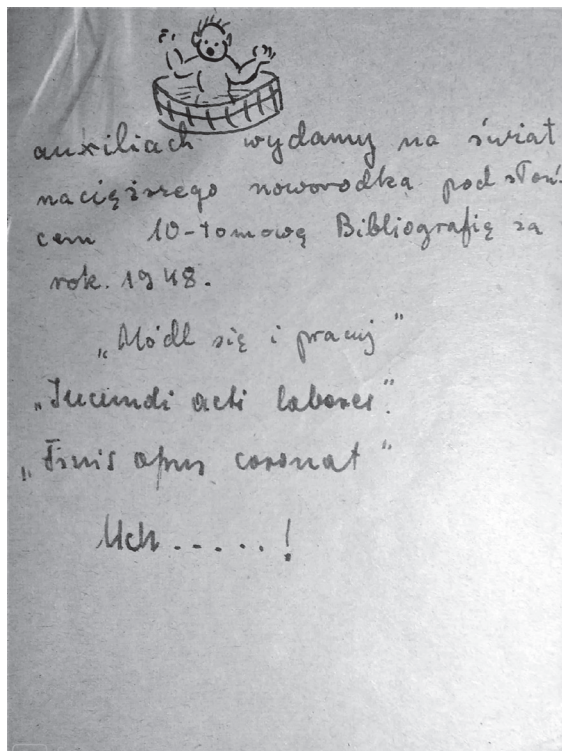 auxiliach wydamy na świat
naciężsrego noworodka pod słoń-
cem 10-tomową Bibliografię za
rok. 1948.
„Módl się i pracuj"
„Iucundi acti labores".
„Finis opus coronat"
Uch.....!